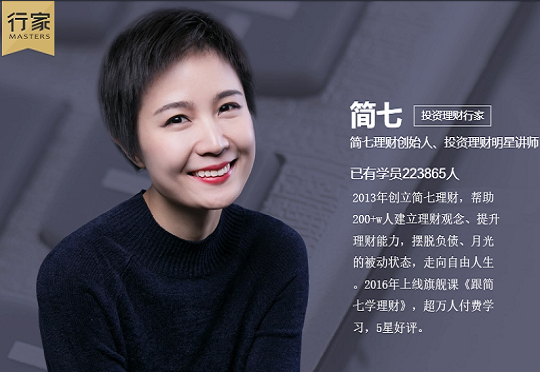 行家
MASTERS
简七 投资理财行家
简七理财创始人、投资理财明星讲师
已有学员223865人
2013年创立简七理财，帮助
200+w人建立理财观念、提升
理财能力，摆脱负债、月光
的被动状态，走向自由人生
。2016年上线旗舰课《跟简
七学理财》，超万人付费学
习，5星好评。